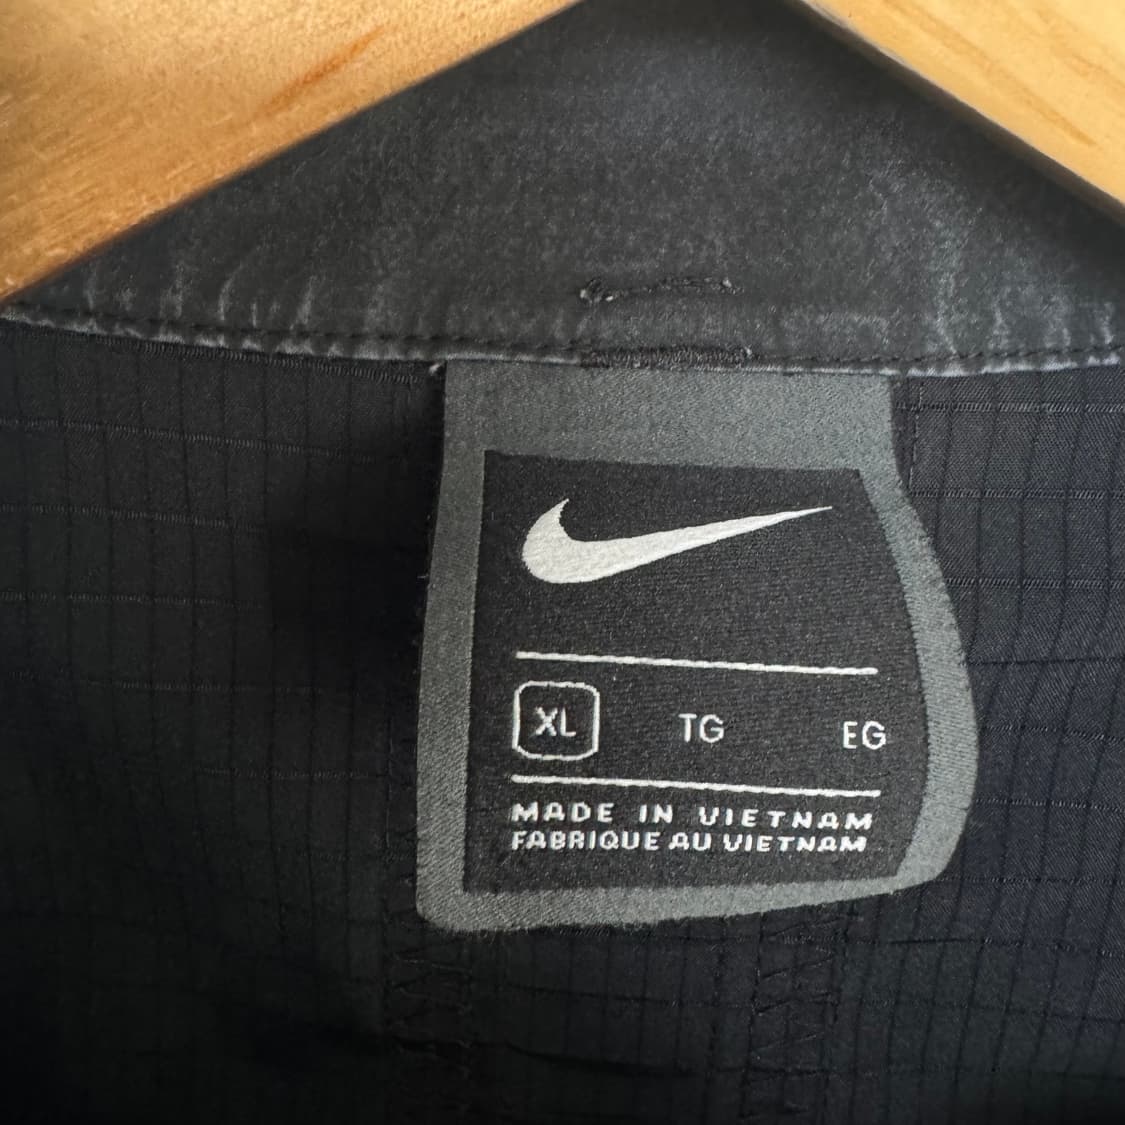 XL TG EG
MADE IN VIETNAM
FABRIQUE AU VIETNAM